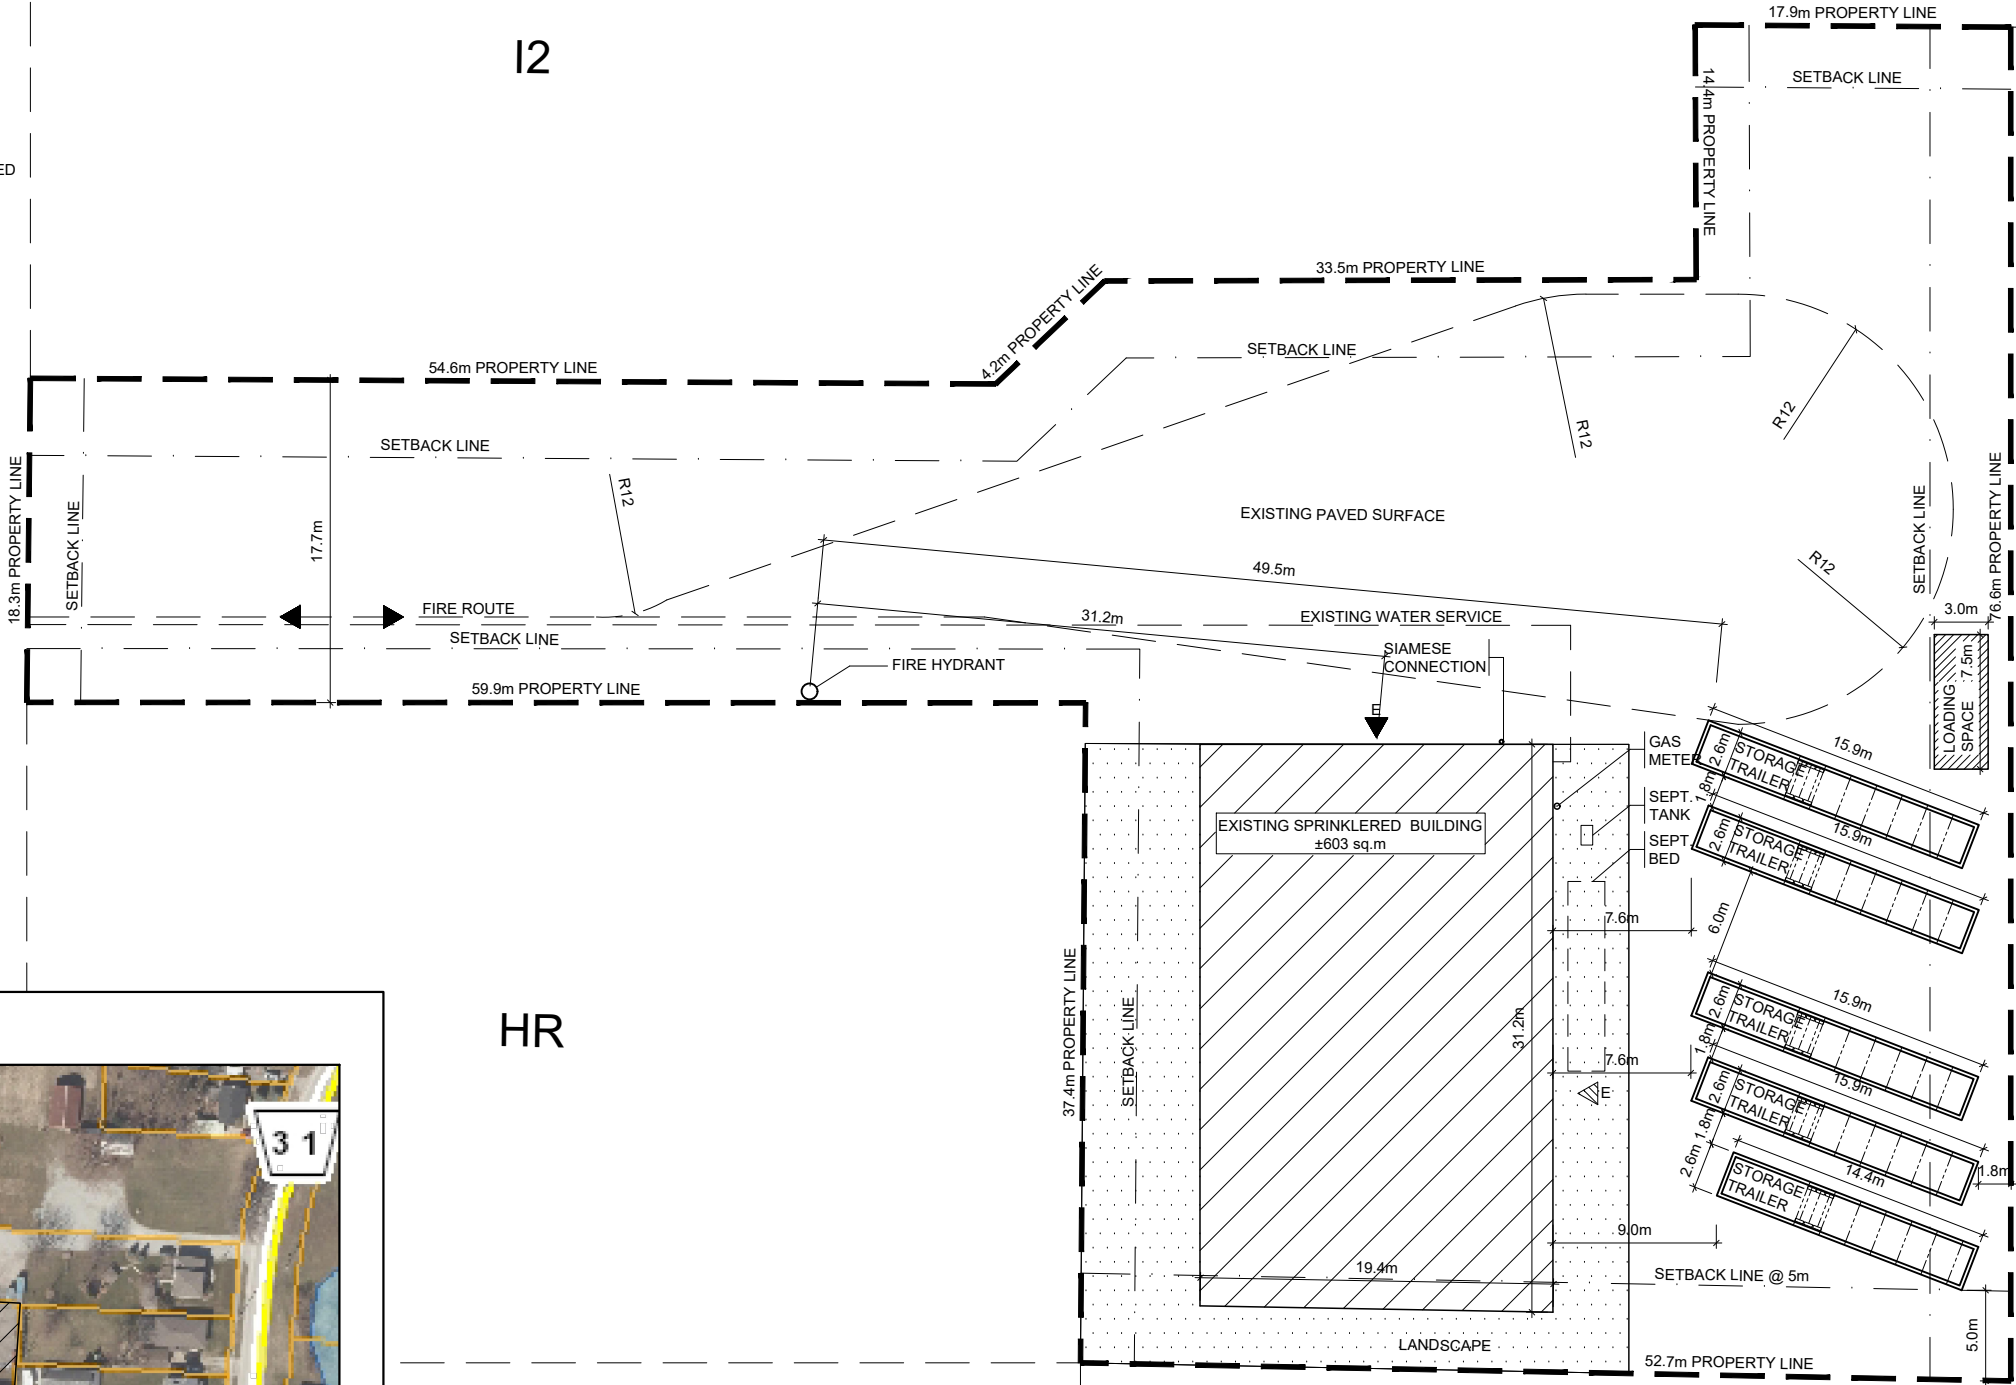 17.9m PROPERTY LINE
I2
SETBACK LINE
14.4m PROPERTY LINE
ED
33.5m PROPERTY LINE
4.2m PROPERTY LINE
SETBACK LINE
54.6m PROPERTY LINE
R12
R12
SETBACK LINE
R12
18.3m PROPERTY LINE
SETBACK LINE
17.7m
EXISTING PAVED SURFACE
SETBACK LINE
76.6m PROPERTY LINE
49.5m
R12
FIRE ROUTE
31.2m
EXISTING WATER SERVICE
3.0m
SETBACK LINE
SIAMESE
CONNECTION
FIRE HYDRANT
7.5m
LOADING
SPACE
59.9m PROPERTY LINE
E
GAS
METER
2.6m
STORAGE
TRAILER
15.9m
1.8m
SEPT.
TANK
EXISTING SPRINKLERED BUILDING
±603 sq.m
2.6m
STORAGE
TRAILER
15.9m
SEPT.
BED
7.6m
6.0m
37.4m PROPERTY LINE
SETBACK LINE
31.2m
2.6m
STORAGE
TRAILER
15.9m
1.8m
HR
7.6m
E
2.6m
STORAGE
TRAILER
15.9m
1.8m
31
2.6m
STORAGE
TRAILER
14.4m
1.8m
9.0m
19.4m
SETBACK LINE @ 5m
5.0m
LANDSCAPE
52.7m PROPERTY LINE